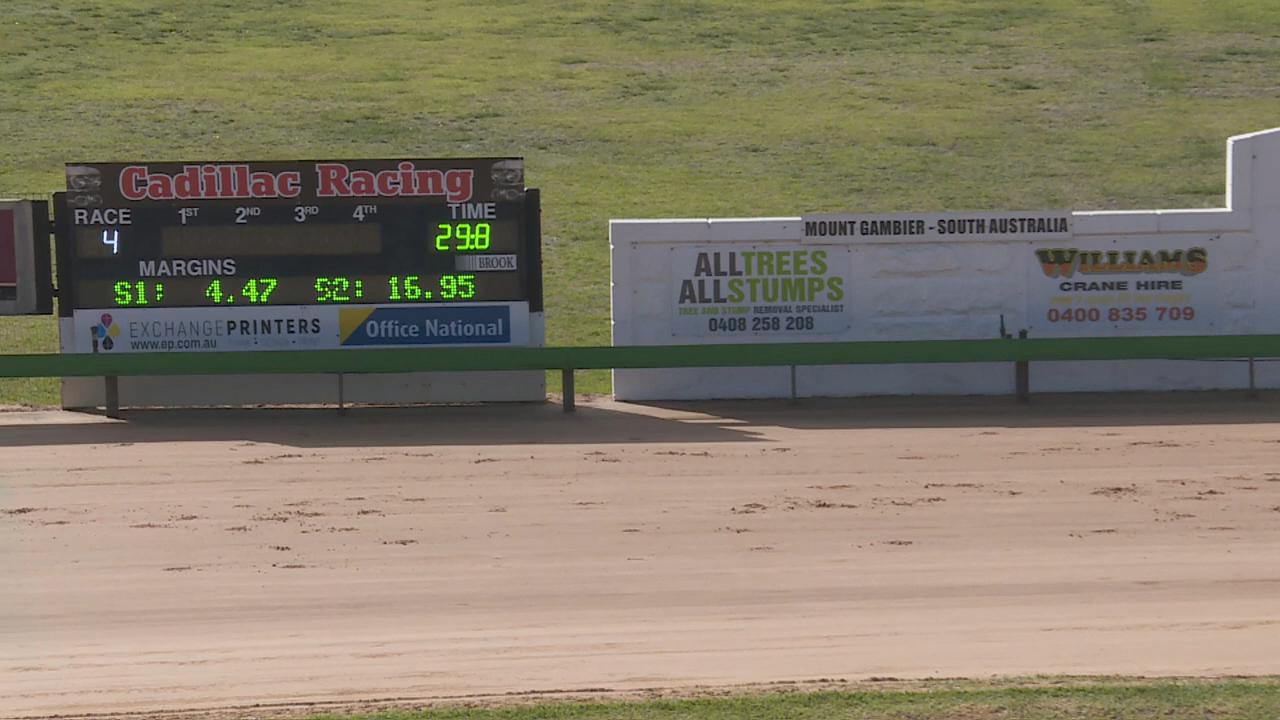 Cadillac Racing
RACE 1ST 2ND 3RD 4TH TIME
4 29:8
MARGINS BROOK
S1: 4.47 S2: 16.95
EXCHANGEPRINTERS
www.ep.com.au
Office National
MOUNT GAMBIER - SOUTH AUSTRALIA
ALLTREES
ALLSTUMPS
TREE AND STUMP REMOVAL SPECIALIST
0408 258 208
WILLIAMS
CRANE HIRE
0400 835 709